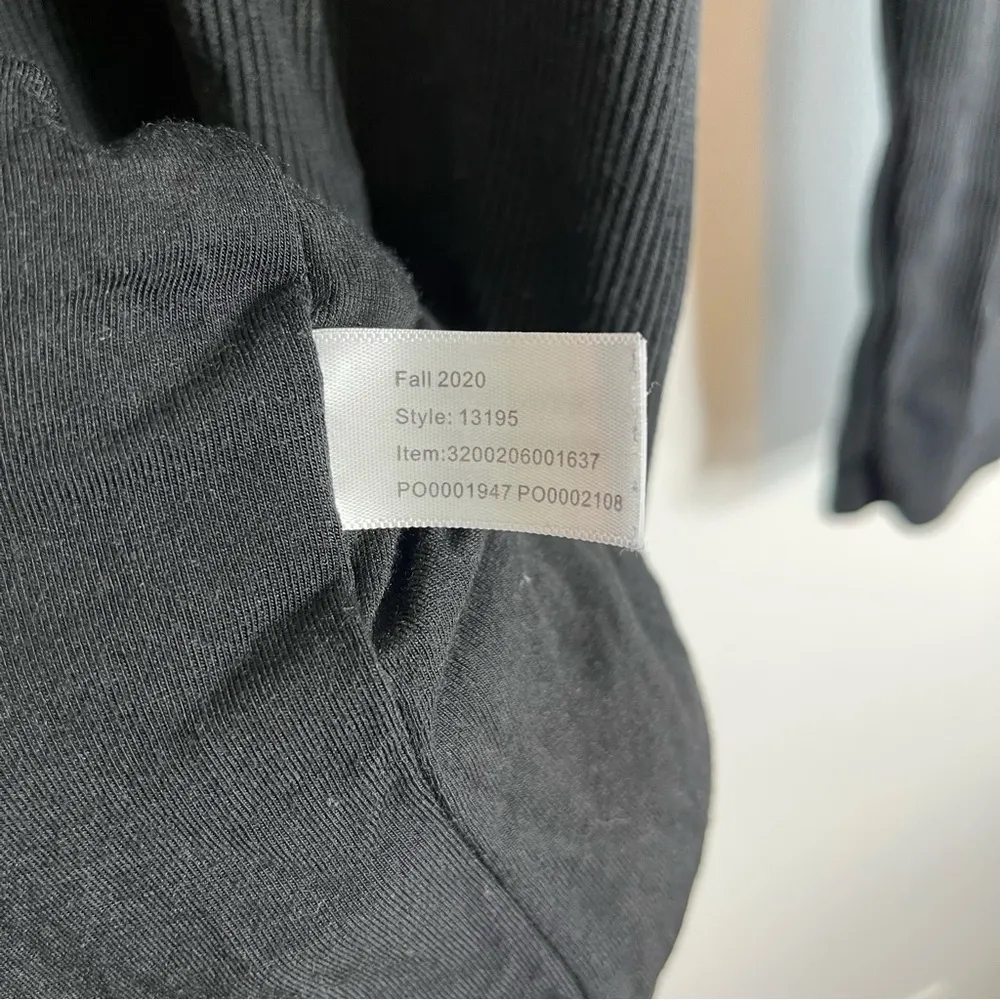 Fall 2020
Style: 13195
Item:3200206001637
PO0001947 PO0002108